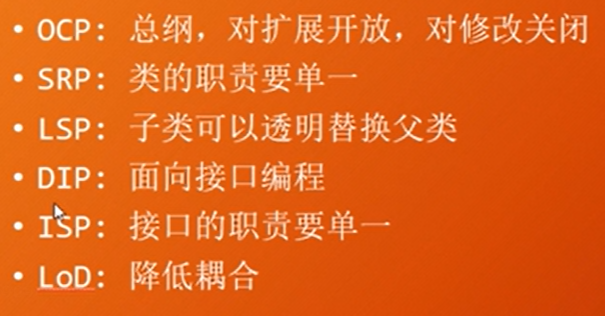 • OCP: 总纲，对扩展开放，对修改关闭
• SRP: 类的职责要单一
• LSP: 子类可以透明替换父类
• DIP: 面向接口编程
• ISP: 接口的职责要单一
• LoD: 降低耦合